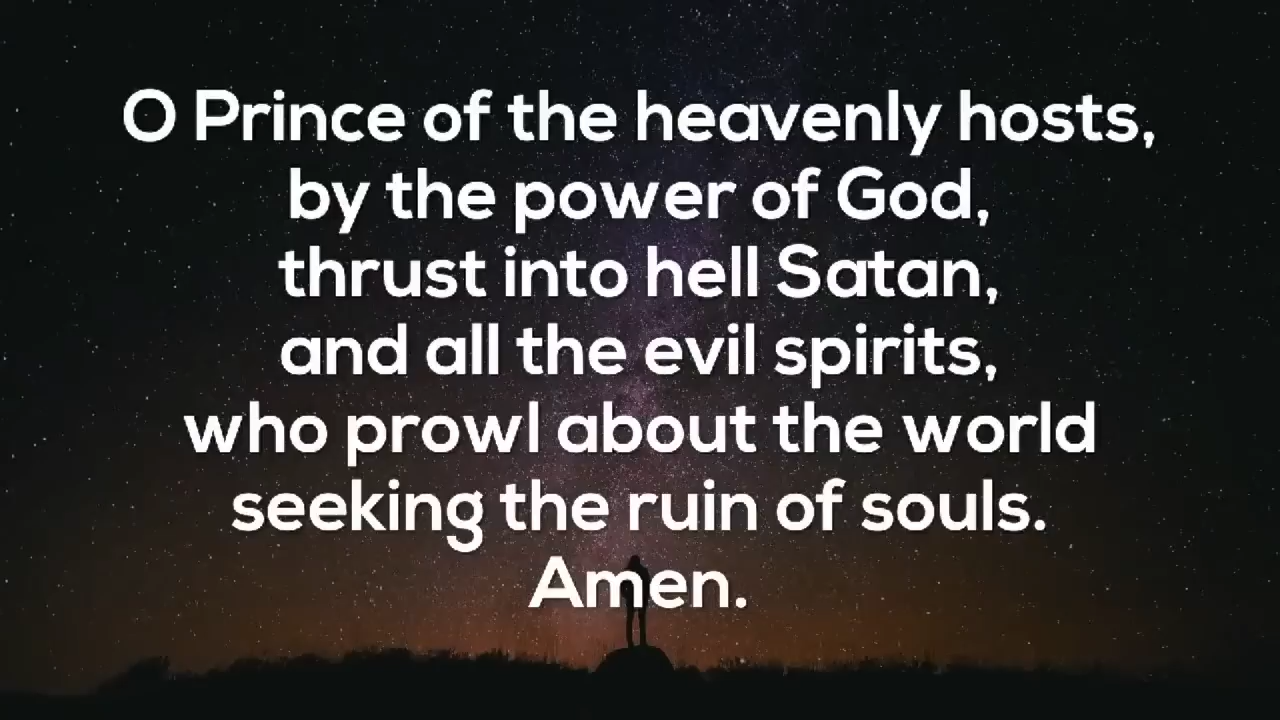 O Prince of the heavenly hosts,
by the power of God,
thrust into hell Satan,
and all the evil spirits,
who prowl about the world
seeking the ruin of souls.
Amen.